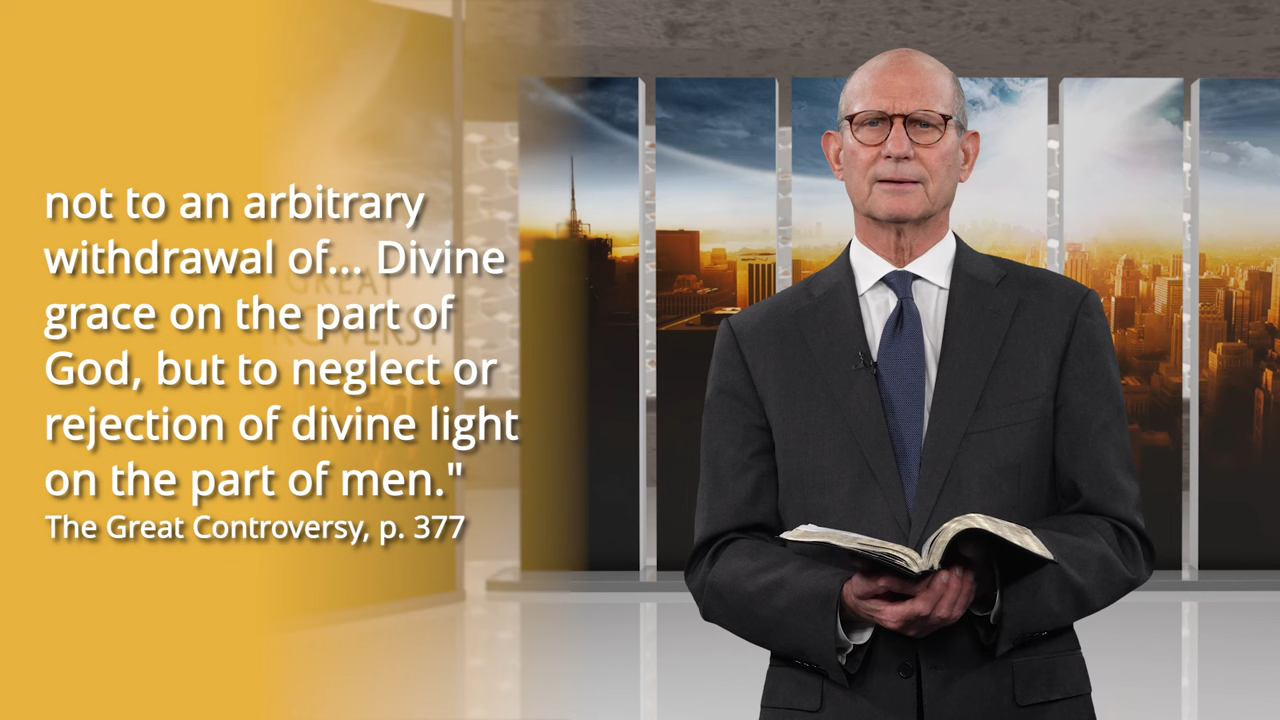 not to an arbitrary
withdrawal of... Divine
grace on the part of
God, but to neglect or
rejection of divine light
on the part of men."
The Great Controversy, p. 377
GREAT